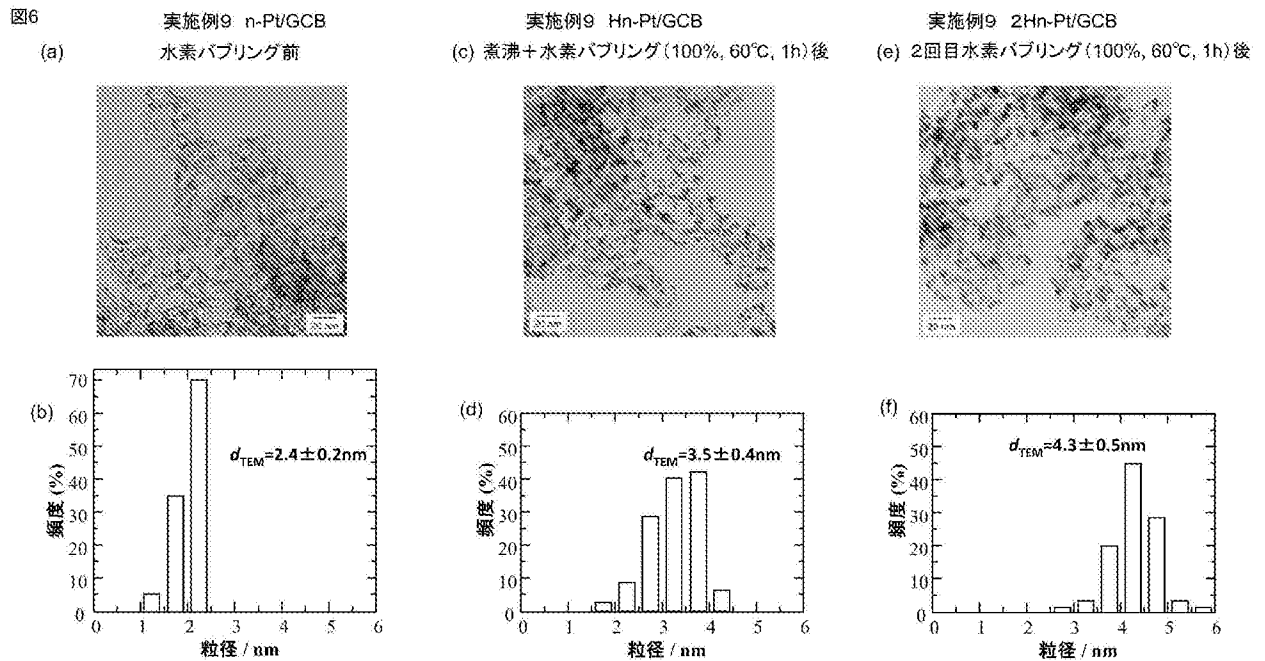 図6
実施例9 n-Pt/GCB
(a) 水素バブリング前
実施例9 Hn-Pt/GCB
(c) 煮沸+水素バブリング(100%, 60℃, 1h)後
実施例9 2Hn-Pt/GCB
(e) 2回目水素バブリング(100%, 60℃, 1h)後
20 nm
20 nm
20 nm
(b)
70
60
50
40
30
20
10
0
頻度 (%)
dTEM=2.4±0.2nm
0 1 2 3 4 5 6
粒径 / nm
(d)
60
50
40
30
20
10
0
頻度 (%)
dTEM=3.5±0.4nm
0 1 2 3 4 5 6
粒径 / nm
(f)
60
50
40
30
20
10
0
頻度 (%)
dTEM=4.3±0.5nm
0 1 2 3 4 5 6
粒径 / nm